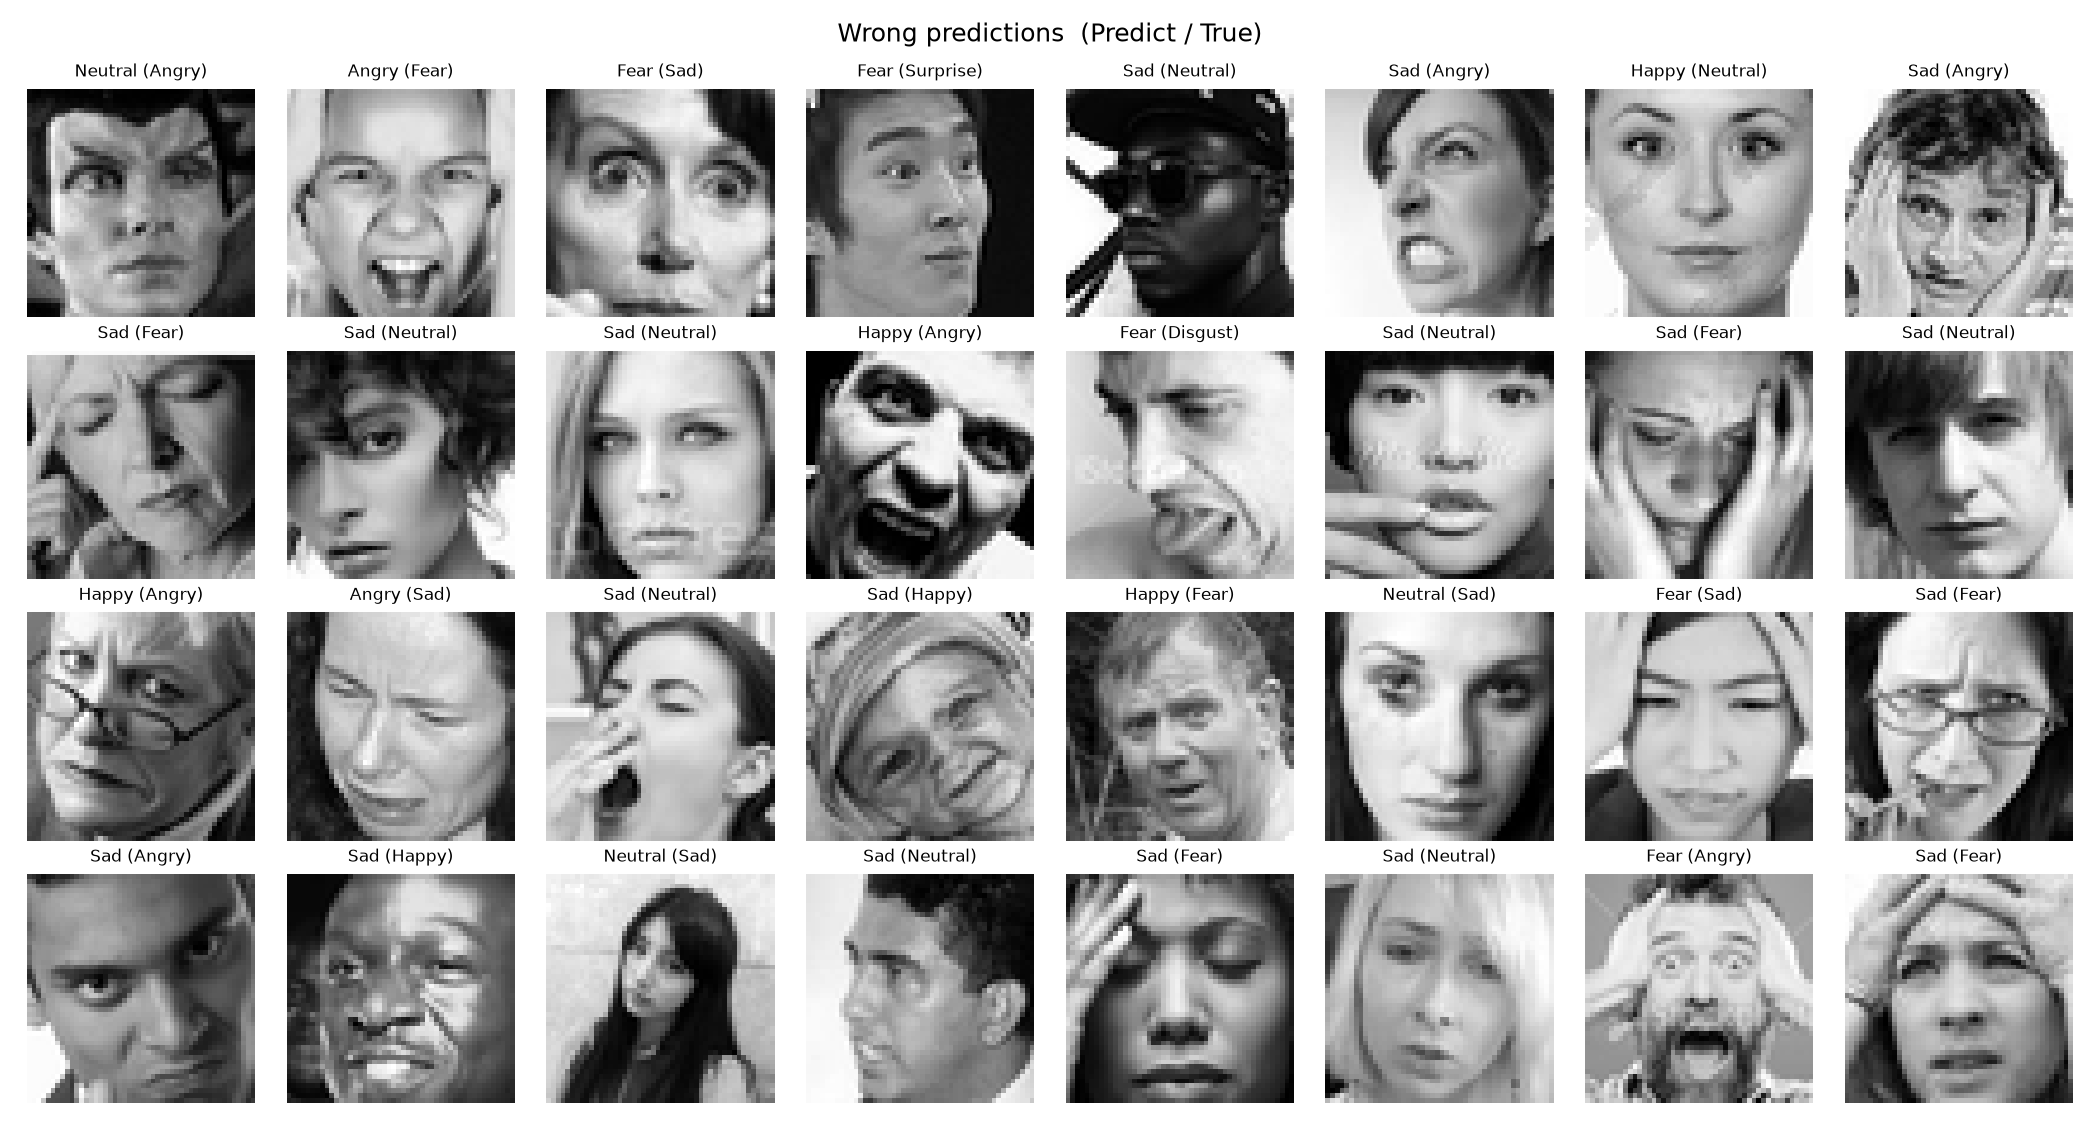 Wrong predictions  (Predict / True)
Neutral (Angry)
Angry (Fear)
Fear (Sad)
Fear (Surprise)
Sad (Neutral)
Sad (Angry)
Happy (Neutral)
Sad (Angry)
Sad (Fear)
Sad (Neutral)
Sad (Neutral)
Happy (Angry)
Fear (Disgust)
Sad (Neutral)
Sad (Fear)
Sad (Neutral)
Happy (Angry)
Angry (Sad)
Sad (Neutral)
Sad (Happy)
Happy (Fear)
Neutral (Sad)
Fear (Sad)
Sad (Fear)
Sad (Angry)
Sad (Happy)
Neutral (Sad)
Sad (Neutral)
Sad (Fear)
Sad (Neutral)
Fear (Angry)
Sad (Fear)